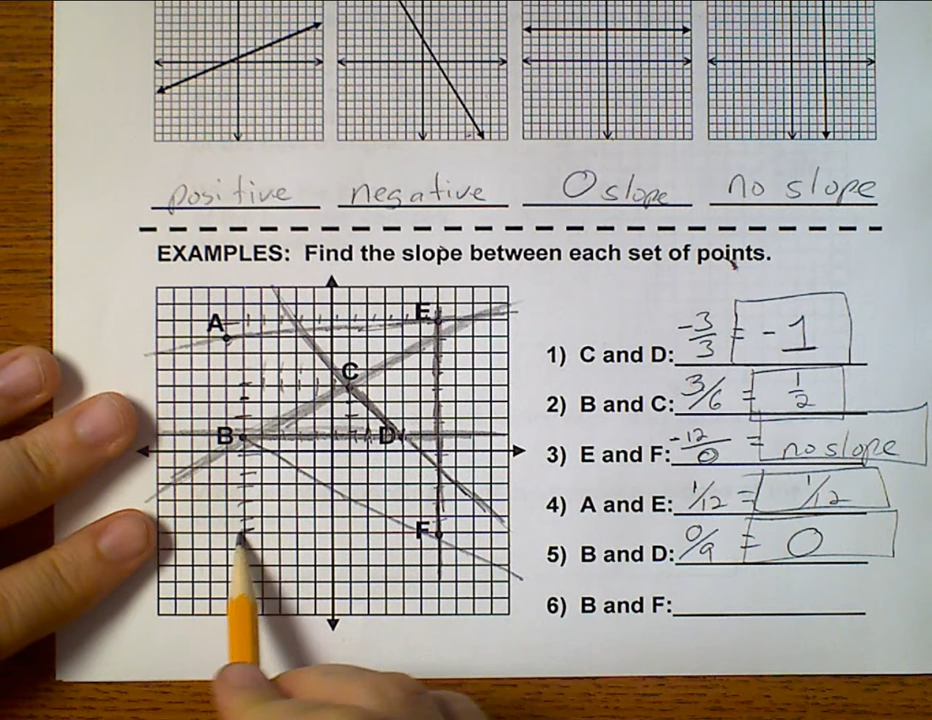 positive negative 0 slope no slope
EXAMPLES: Find the slope between each set of points.
A
B
C
D
E
F
1) C and D: -3/3 = -1
2) B and C: 3/6 = 1/2
3) E and F: -12/0 = no slope
4) A and E: 1/12 = 1/12
5) B and D: 0/9 = 0
6) B and F: